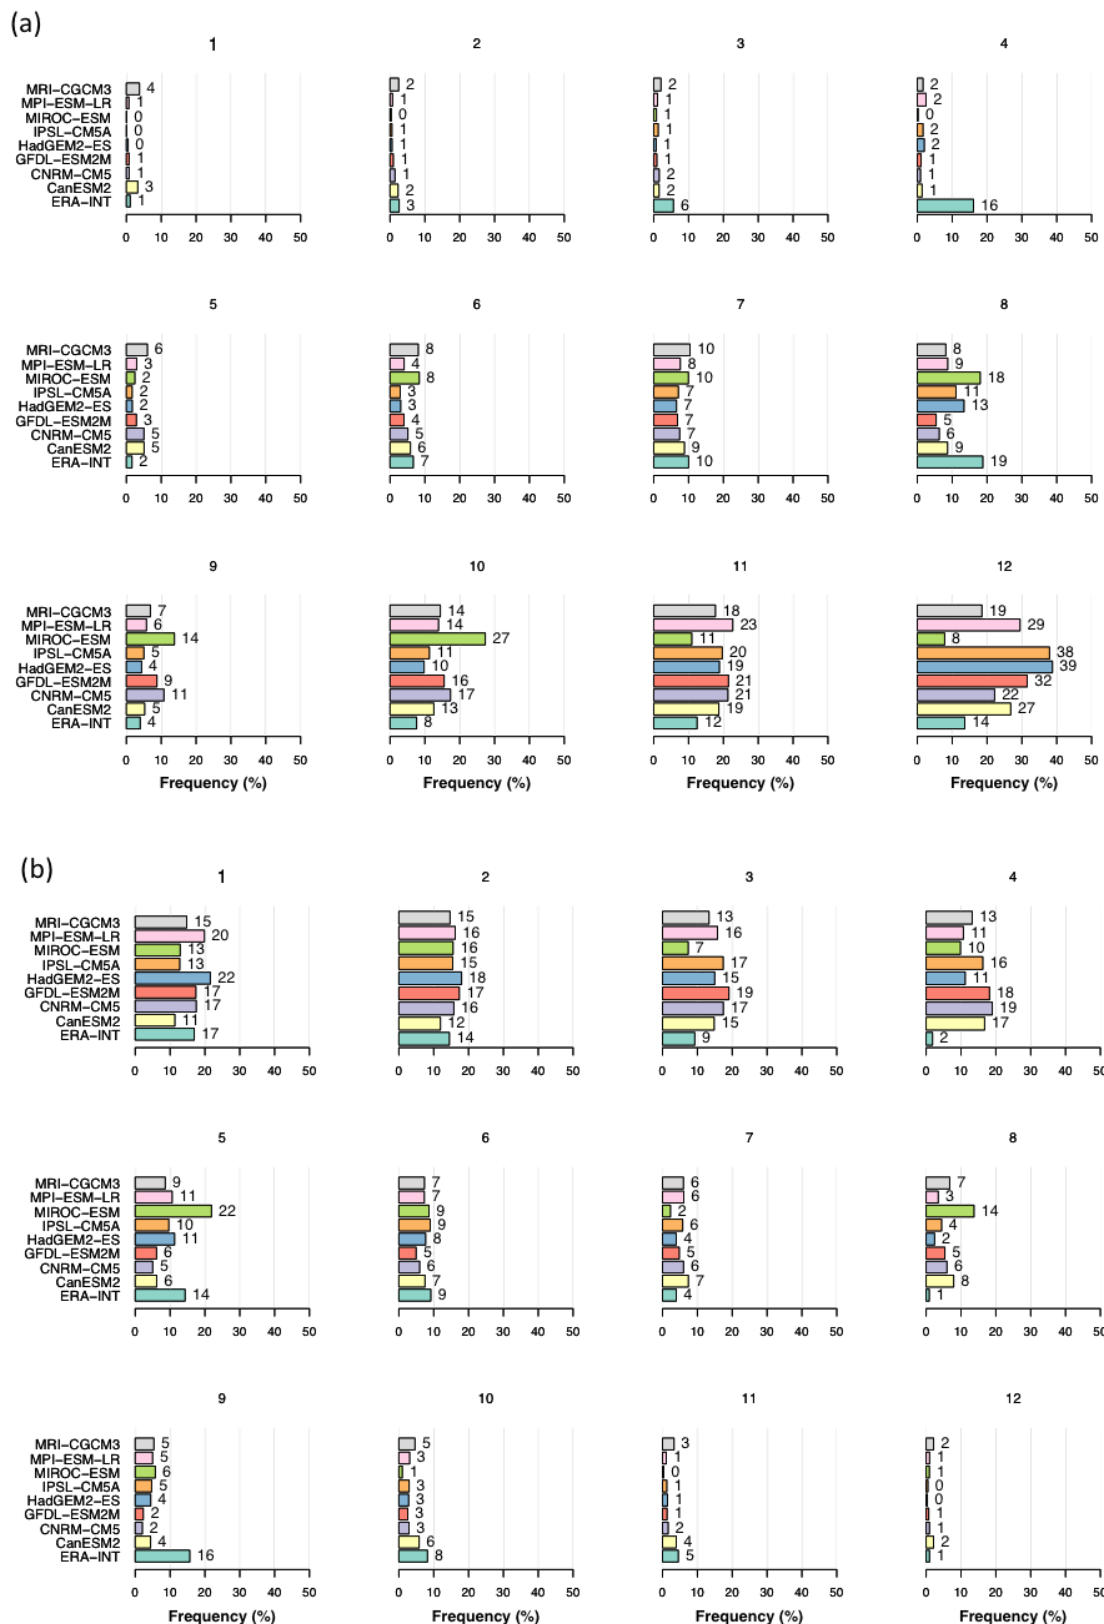 (a)
1 2 3 4
MRI-CGCM3 4 2 2 2
MPI-ESM-LR 1 1 1 2
MIROC-ESM 0 0 1 0
IPSL-CM5A 0 1 1 2
HadGEM2-ES 0 1 1 2
GFDL-ESM2M 1 1 1 1
CNRM-CM5 1 1 2 1
CanESM2 3 2 2 1
ERA-INT 1 3 6 16
0 10 20 30 40 50 0 10 20 30 40 50 0 10 20 30 40 50 0 10 20 30 40 50
5 6 7 8
MRI-CGCM3 6 8 10 8
MPI-ESM-LR 3 4 8 9
MIROC-ESM 2 8 10 18
IPSL-CM5A 2 3 7 11
HadGEM2-ES 2 3 7 13
GFDL-ESM2M 3 4 7 5
CNRM-CM5 5 5 7 6
CanESM2 5 6 9 9
ERA-INT 2 7 10 19
0 10 20 30 40 50 0 10 20 30 40 50 0 10 20 30 40 50 0 10 20 30 40 50
9 10 11 12
MRI-CGCM3 7 14 18 19
MPI-ESM-LR 6 14 23 29
MIROC-ESM 14 27 11 8
IPSL-CM5A 5 11 20 38
HadGEM2-ES 4 10 19 39
GFDL-ESM2M 9 16 21 32
CNRM-CM5 11 17 21 22
CanESM2 5 13 19 27
ERA-INT 4 8 12 14
0 10 20 30 40 50 0 10 20 30 40 50 0 10 20 30 40 50 0 10 20 30 40 50
Frequency (%) Frequency (%) Frequency (%) Frequency (%)
(b)
1 2 3 4
MRI-CGCM3 15 15 13 13
MPI-ESM-LR 20 16 16 11
MIROC-ESM 13 16 7 10
IPSL-CM5A 13 15 17 16
HadGEM2-ES 22 18 15 11
GFDL-ESM2M 17 17 19 18
CNRM-CM5 17 16 17 19
CanESM2 11 12 15 17
ERA-INT 17 14 9 2
0 10 20 30 40 50 0 10 20 30 40 50 0 10 20 30 40 50 0 10 20 30 40 50
5 6 7 8
MRI-CGCM3 9 7 6 7
MPI-ESM-LR 11 7 6 3
MIROC-ESM 22 9 2 14
IPSL-CM5A 10 9 6 4
HadGEM2-ES 11 8 4 2
GFDL-ESM2M 6 5 5 5
CNRM-CM5 5 6 6 6
CanESM2 6 7 7 8
ERA-INT 14 9 4 1
0 10 20 30 40 50 0 10 20 30 40 50 0 10 20 30 40 50 0 10 20 30 40 50
9 10 11 12
MRI-CGCM3 5 5 3 2
MPI-ESM-LR 5 3 1 1
MIROC-ESM 6 1 0 1
IPSL-CM5A 5 3 1 0
HadGEM2-ES 4 3 1 0
GFDL-ESM2M 2 3 1 1
CNRM-CM5 2 3 2 1
CanESM2 4 6 4 2
ERA-INT 16 8 5 1
0 10 20 30 40 50 0 10 20 30 40 50 0 10 20 30 40 50 0 10 20 30 40 50
Frequency (%) Frequency (%) Frequency (%) Frequency (%)